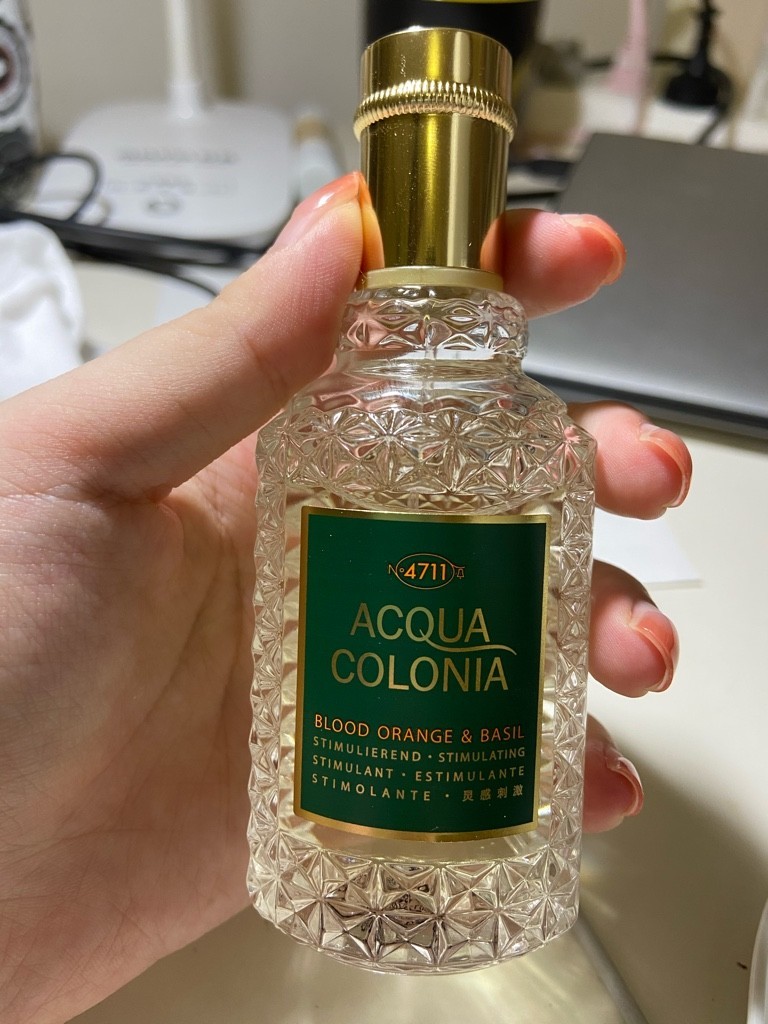 Nº4711
ACQUA
COLONIA
BLOOD ORANGE & BASIL
STIMULIEREND • STIMULATING
STIMULANT • ESTIMULANTE
STIMOLANTE • 灵感刺激